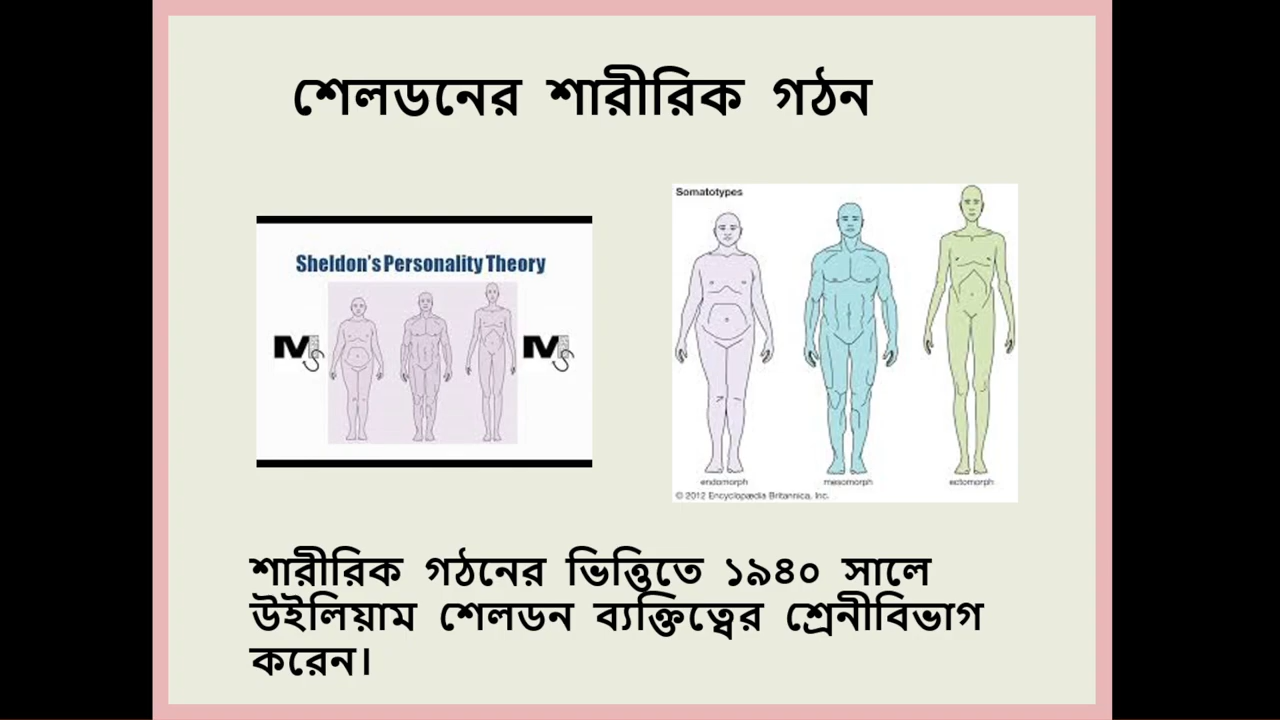 শেলডনের শারীরিক গঠন
Sheldon's Personality Theory
Somatotypes
endomorph mesomorph ectomorph
© 2012 Encyclopædia Britannica, Inc.
শারীরিক গঠনের ভিত্তিতে ১৯৪০ সালে
উইলিয়াম শেলডন ব্যক্তিত্বের শ্রেনীবিভাগ
করেন।